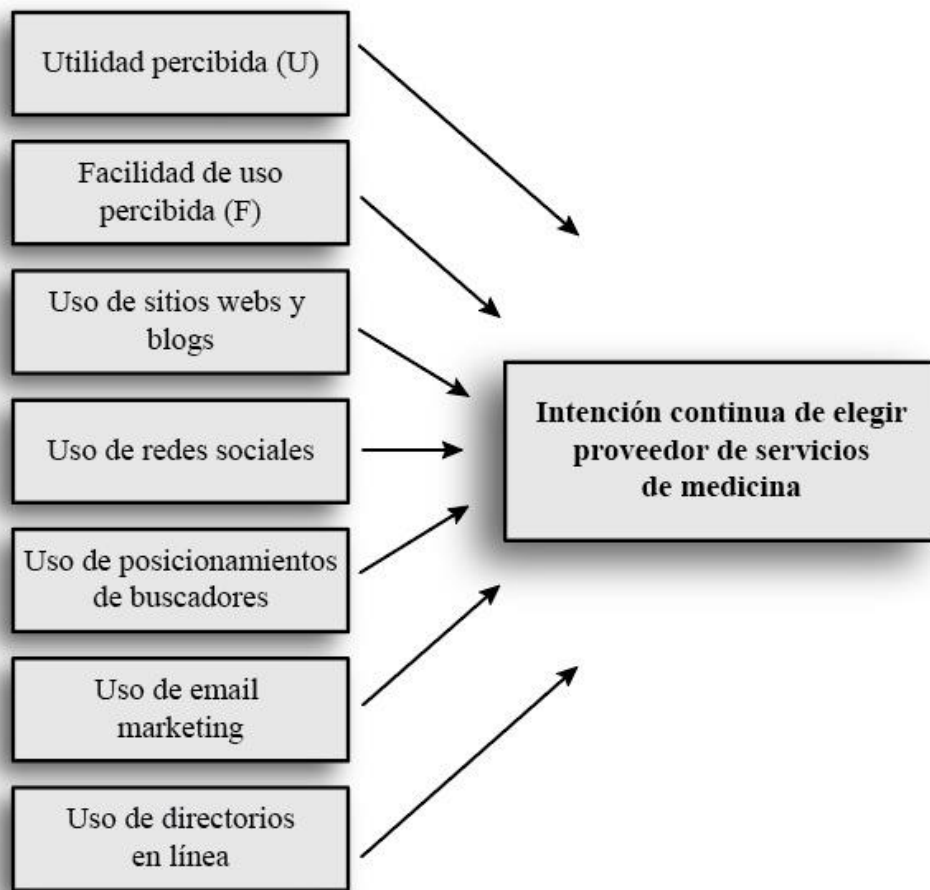 Utilidad percibida (U)
Facilidad de uso
percibida (F)
Uso de sitios webs y
blogs
Uso de redes sociales
Uso de posicionamientos
de buscadores
Uso de email
marketing
Uso de directorios
en línea
Intención continua de elegir
proveedor de servicios
de medicina